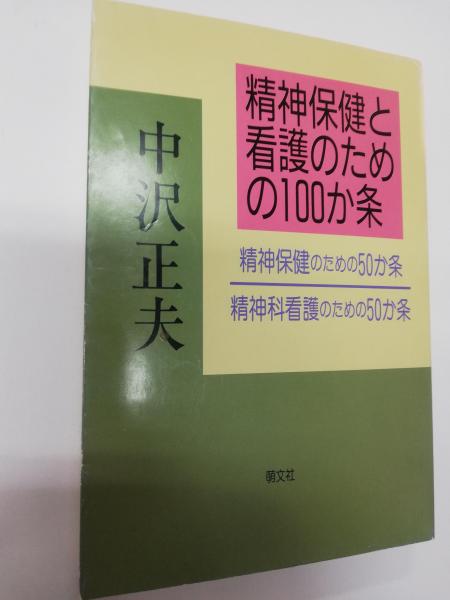 精神保健と
看護のため
の100か条
精神保健のための50か条
精神科看護のための50か条
中沢正夫
萌文社